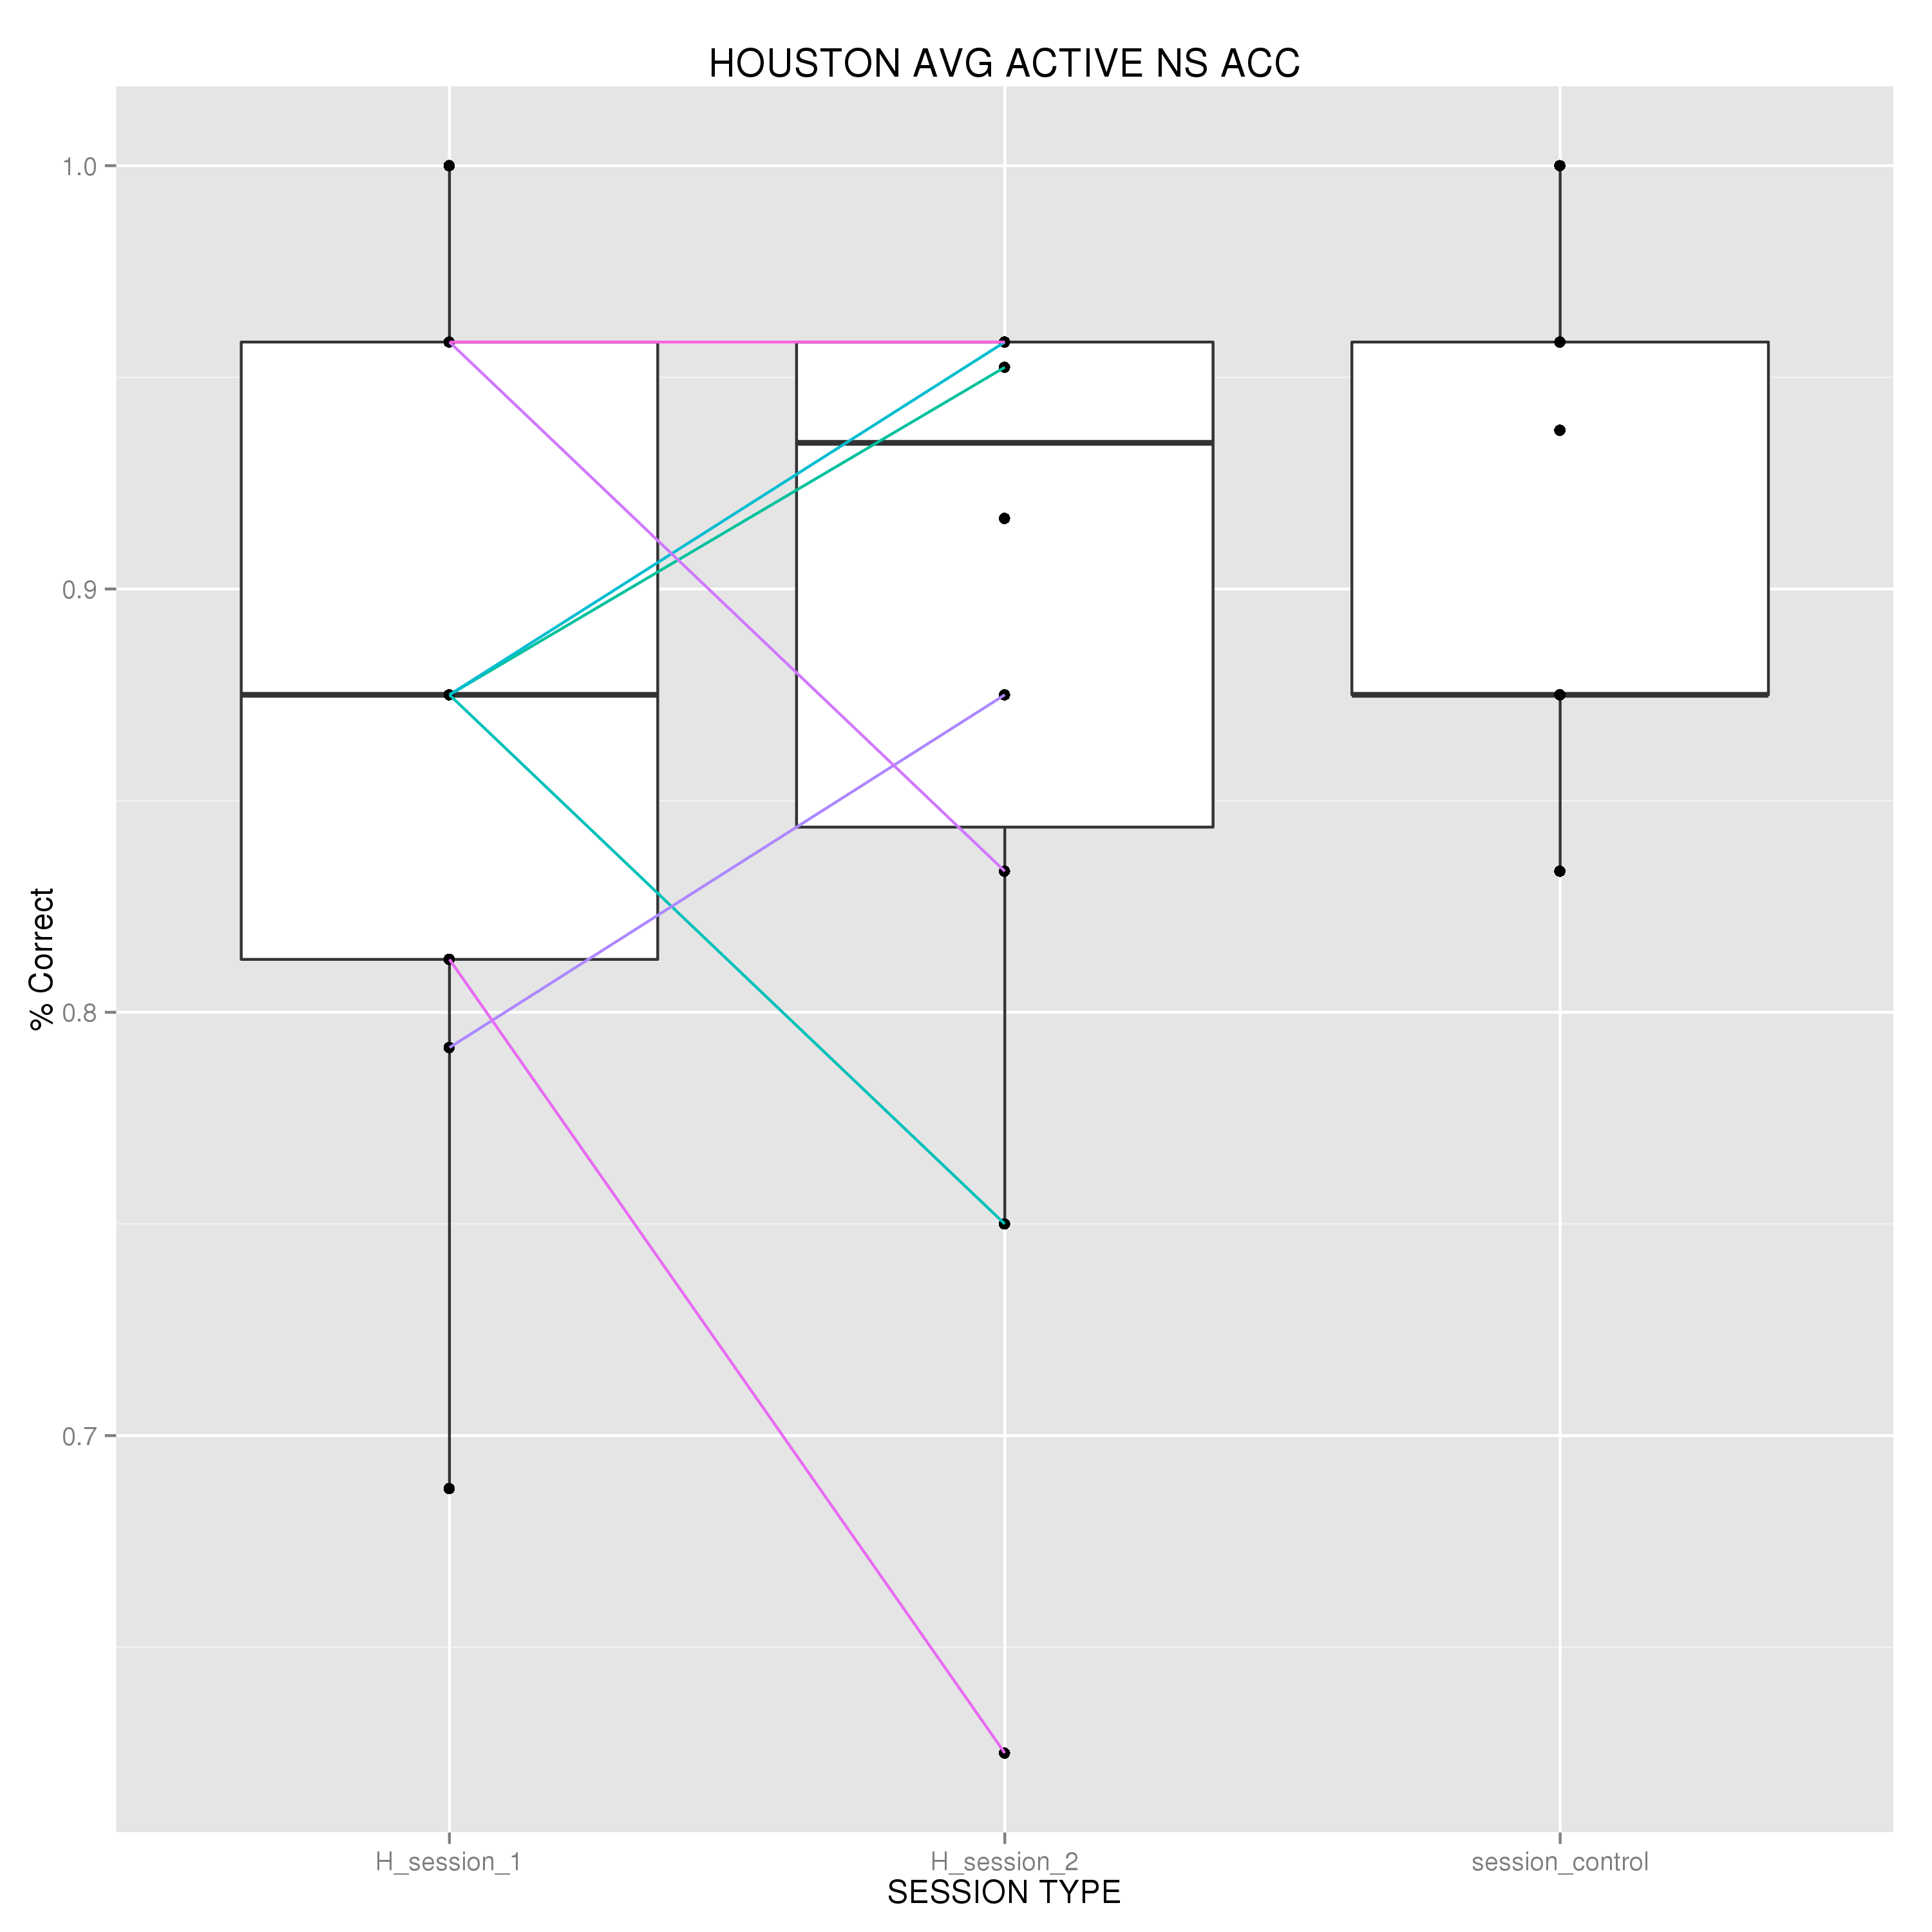 HOUSTON AVG ACTIVE NS ACC
% Correct
1.0
0.9
0.8
0.7
H_session_1 H_session_2 session_control
SESSION TYPE